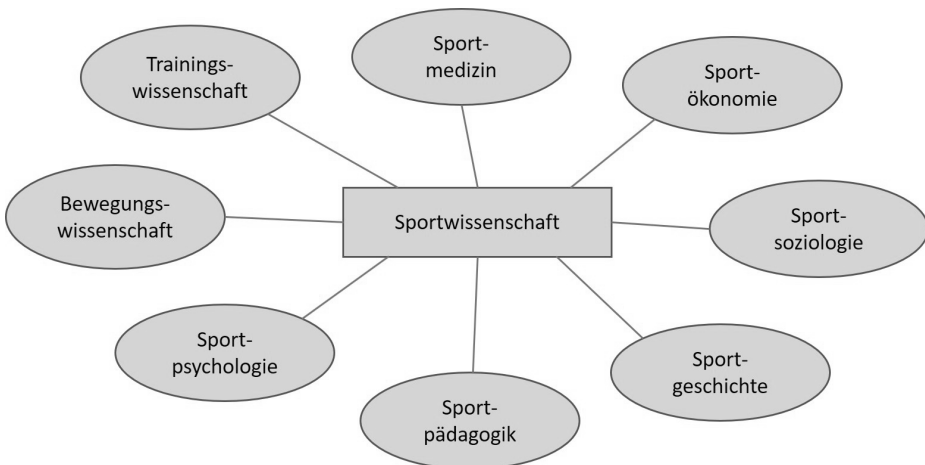 Sport-
medizin
Trainings-
wissenschaft
Sport-
ökonomie
Bewegungs-
wissenschaft
Sportwissenschaft
Sport-
soziologie
Sport-
psychologie
Sport-
pädagogik
Sport-
geschichte